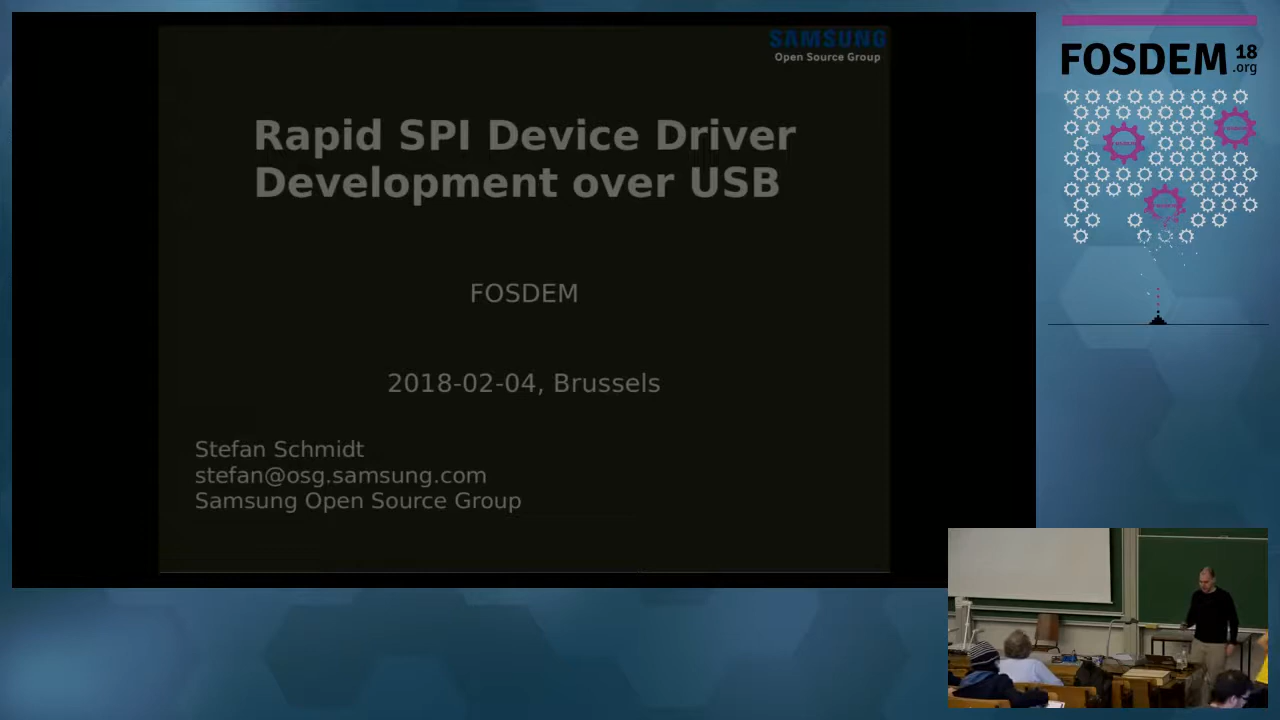 SAMSUNG
Open Source Group
Rapid SPI Device Driver
Development over USB
FOSDEM
2018-02-04, Brussels
Stefan Schmidt
stefan@osg.samsung.com
Samsung Open Source Group
FOSDEM 18
.org